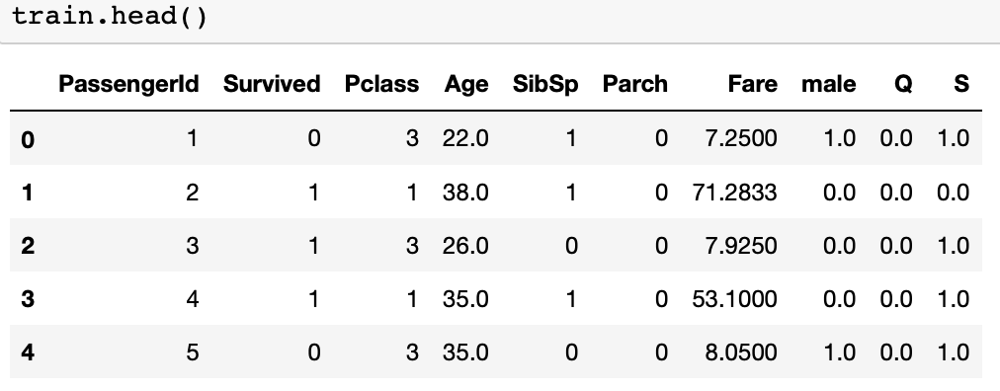 train.head()
PassengerId Survived Pclass Age SibSp Parch Fare male Q S
0 1 0 3 22.0 1 0 7.2500 1.0 0.0 1.0
1 2 1 1 38.0 1 0 71.2833 0.0 0.0 0.0
2 3 1 3 26.0 0 0 7.9250 0.0 0.0 1.0
3 4 1 1 35.0 1 0 53.1000 0.0 0.0 1.0
4 5 0 3 35.0 0 0 8.0500 1.0 0.0 1.0